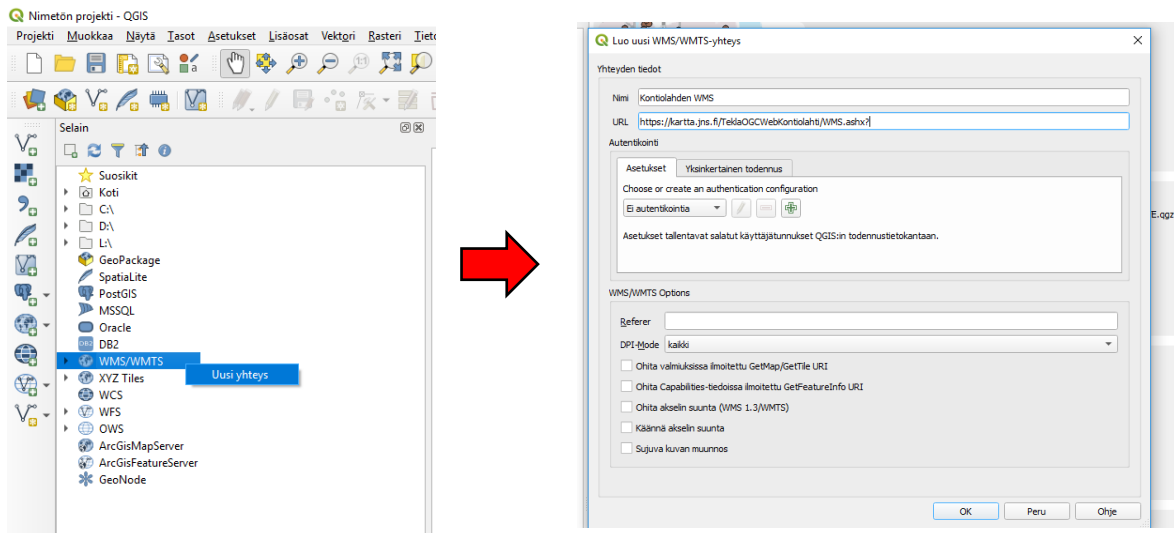 Nimetön projekti - QGIS
Projekti Muokkaa Näytä Tasot Asetukset Lisäosat Vektori Rasteri
Selain
Suosikit
Koti
C:\
D:\
L:\
GeoPackage
SpatiaLite
PostGIS
MSSQL
Oracle
DB2
WMS/WMTS
Uusi yhteys
XYZ Tiles
WCS
WFS
OWS
ArcGisMapServer
ArcGisFeatureServer
GeoNode
Luo uusi WMS/WMTS-yhteys
Yhteyden tiedot
Nimi Kontiolahden WMS
URL https://kartta.jns.fi/TeklaOGCWebKontiolahti/WMS.ashx?
Autentikointi
Asetukset Yksinkertainen todennus
Choose or create an authentication configuration
Ei autentikointia
Asetukset tallentavat salatut käyttäjätunnukset QGIS:in todennustietokantaan.
WMS/WMTS Options
Referer
DPI-Mode kaikki
Ohita valmiuksissa ilmoitettu GetMap/GetTile URI
Ohita Capabilities-tiedoissa ilmoitettu GetFeatureInfo URI
Ohita akselin suunta (WMS 1.3/WMTS)
Käännä akselin suunta
Sujuva kuvan muunnos
OK Peru Ohje
E.qgz